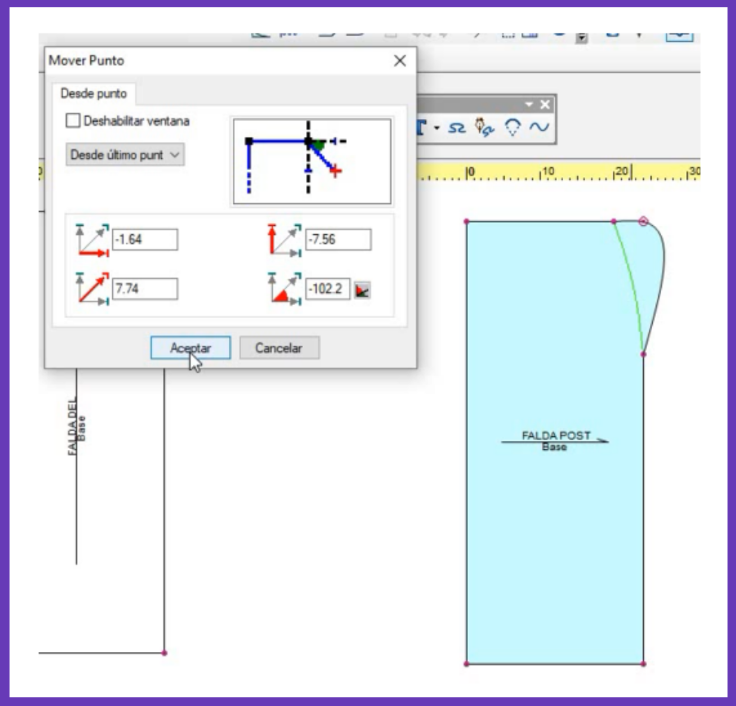 Mover Punto
Desde punto
Deshabilitar ventana
Desde último punt
-1.64
-7.56
7.74
-102.2
Aceptar
Cancelar
0
10
20
30
FALDA DEL
Base
FALDA POST
Base